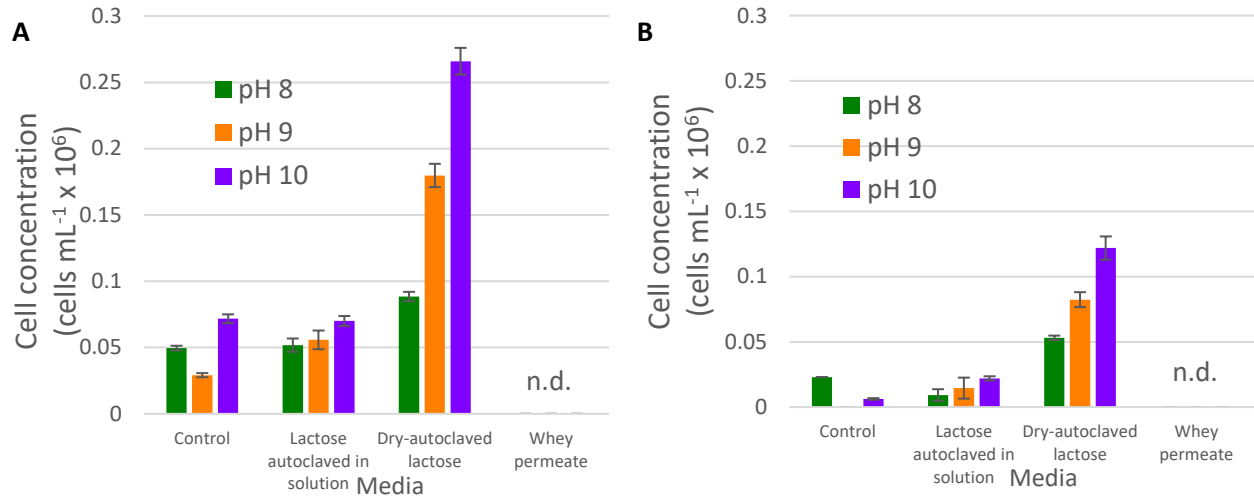 A
Cell concentration
(cells mL⁻¹ x 10⁶)
0.3
0.25
0.2
0.15
0.1
0.05
0
pH 8
pH 9
pH 10
n.d.
Control
Lactose
autoclaved in
solution
Dry-autoclaved
lactose
Whey
permeate
Media
B
Cell concentration
(cells mL⁻¹ x 10⁶)
0.3
0.25
0.2
0.15
0.1
0.05
0
pH 8
pH 9
pH 10
n.d.
Control
Lactose
autoclaved in
solution
Dry-autoclaved
lactose
Whey
permeate
Media